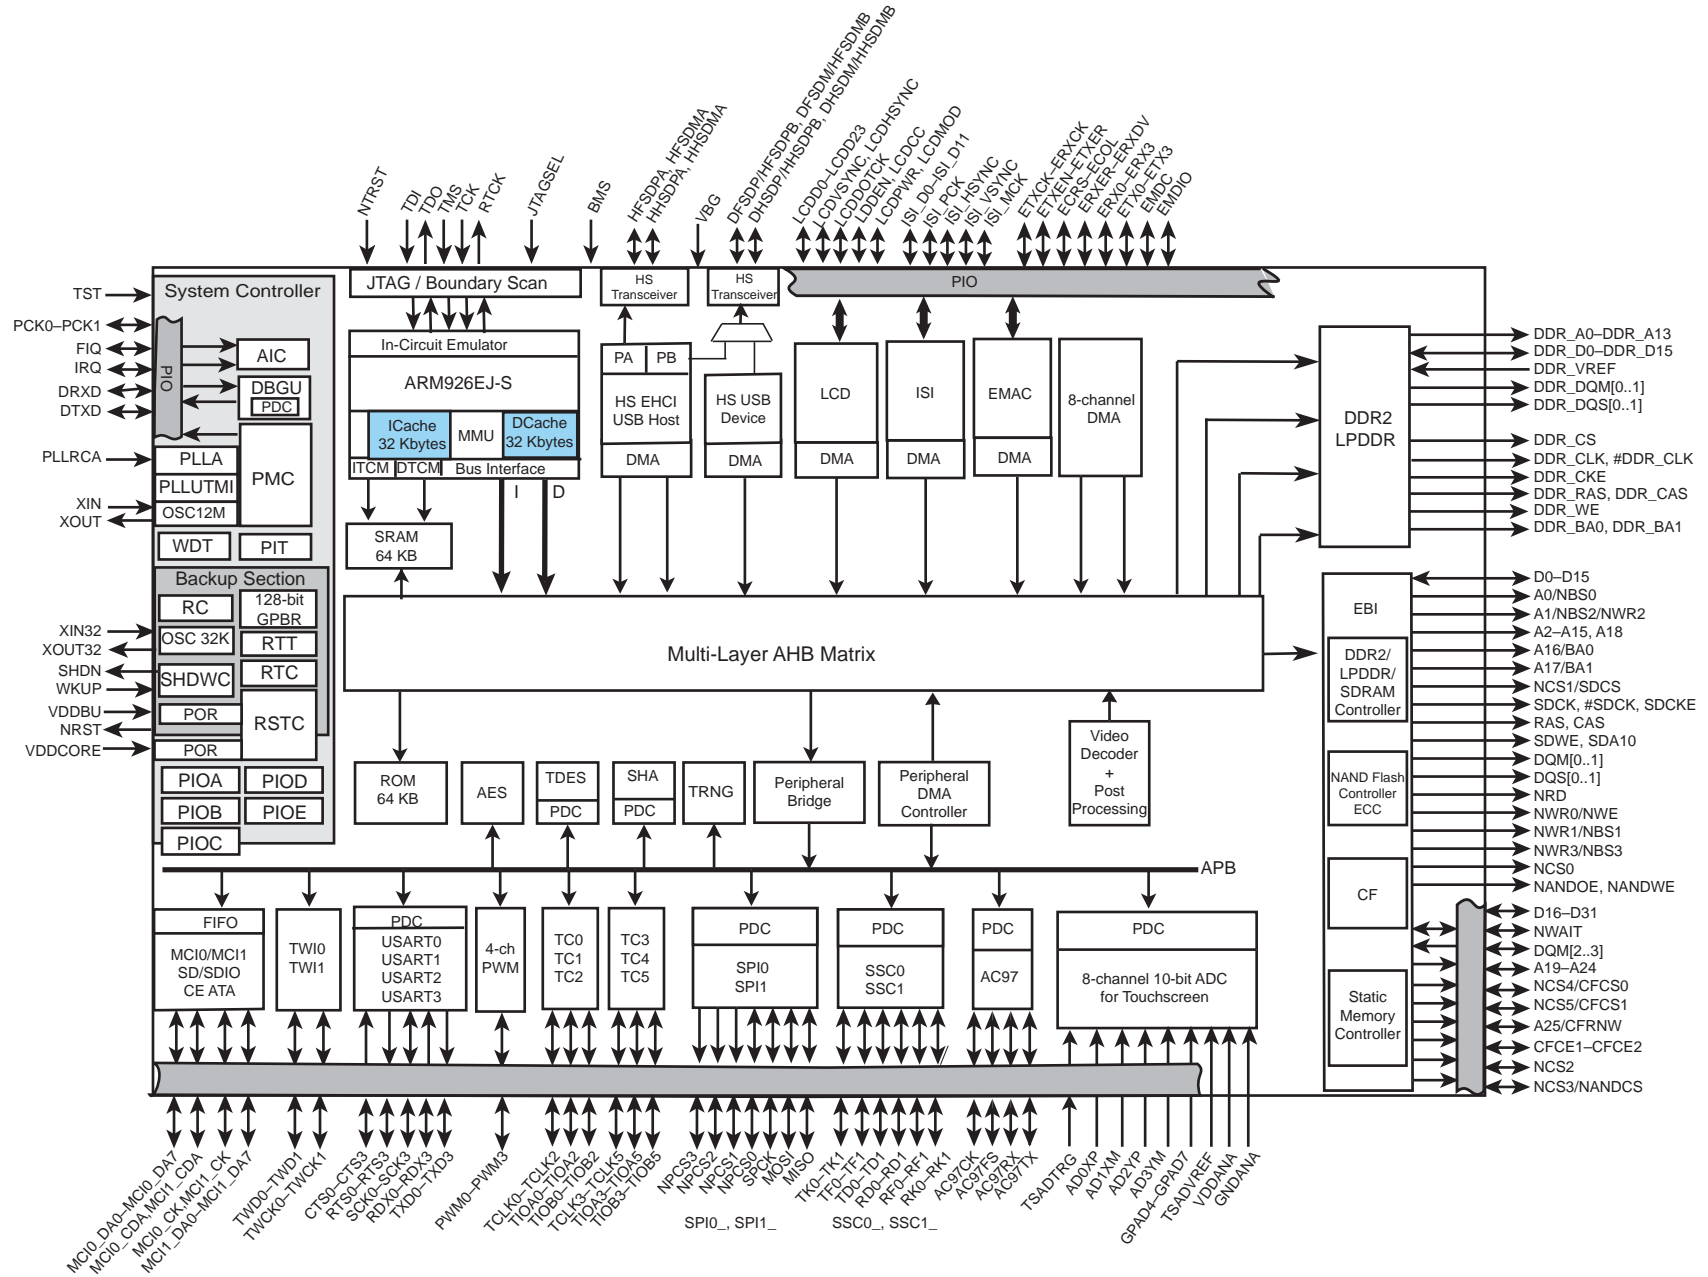 NTRST
TDI
TDO
TMS
TCK
RTCK
JTAGSEL
BMS
HFSDPA, HFSDMA
HHSDPA, HHSDMA
VBG
DFSDP/HFSDPB, DFSDM/HFSDMB
DHSDP/HHSDPB, DHSDM/HHSDMB
LCDD0–LCDD23
LCDVSYNC, LCDHSYNC
LCDDOTCK
LDDEN, LCDCC
LCDPWR, LCDMOD
ISI_D0–ISI_D11
ISI_PCK
ISI_HSYNC
ISI_VSYNC
ISI_MCK
ETXCK–ERXCK
ETXEN–ETXER
ECRS–ECOL
ERXER–ERXDV
ERX0–ERX3
ETX0–ETX3
EMDC
EMDIO
TST
PCK0–PCK1
FIQ
IRQ
DRXD
DTXD
PLLRCA
XIN
XOUT
XIN32
XOUT32
SHDN
WKUP
VDDBU
NRST
VDDCORE
System Controller
PIO
AIC
DBGU
PDC
PLLA
PLLUTMI
OSC12M
PMC
WDT
PIT
Backup Section
RC
128-bit
GPBR
OSC 32K
RTT
SHDWC
RTC
POR
RSTC
POR
PIOA
PIOD
PIOB
PIOE
PIOC
JTAG / Boundary Scan
In-Circuit Emulator
ARM926EJ-S
ICache
32 Kbytes
MMU
DCache
32 Kbytes
ITCM
DTCM
Bus Interface
I
D
SRAM
64 KB
HS
Transceiver
HS
Transceiver
PIO
PA
PB
HS EHCI
USB Host
DMA
HS USB
Device
DMA
LCD
DMA
ISI
DMA
EMAC
DMA
8-channel
DMA
Multi-Layer AHB Matrix
DDR2
LPDDR
DDR_A0–DDR_A13
DDR_D0–DDR_D15
DDR_VREF
DDR_DQM[0..1]
DDR_DQS[0..1]
DDR_CS
DDR_CLK, #DDR_CLK
DDR_CKE
DDR_RAS, DDR_CAS
DDR_WE
DDR_BA0, DDR_BA1
EBI
DDR2/
LPDDR/
SDRAM
Controller
NAND Flash
Controller
ECC
CF
Static
Memory
Controller
D0–D15
A0/NBS0
A1/NBS2/NWR2
A2–A15, A18
A16/BA0
A17/BA1
NCS1/SDCS
SDCK, #SDCK, SDCKE
RAS, CAS
SDWE, SDA10
DQM[0..1]
DQS[0..1]
NRD
NWR0/NWE
NWR1/NBS1
NWR3/NBS3
NCS0
NANDOE, NANDWE
D16–D31
NWAIT
DQM[2..3]
A19–A24
NCS4/CFCS0
NCS5/CFCS1
A25/CFRNW
CFCE1–CFCE2
NCS2
NCS3/NANDCS
ROM
64 KB
AES
TDES
PDC
SHA
PDC
TRNG
Peripheral
Bridge
Peripheral
DMA
Controller
Video
Decoder
+
Post
Processing
APB
FIFO
MCI0/MCI1
SD/SDIO
CE ATA
TWI0
TWI1
PDC
USART0
USART1
USART2
USART3
4-ch
PWM
TC0
TC1
TC2
TC3
TC4
TC5
PDC
SPI0
SPI1
PDC
SSC0
SSC1
PDC
AC97
PDC
8-channel 10-bit ADC
for Touchscreen
MCI0_DA0–MCI0_DA7
MCI0_CDA,MCI1_CDA
MCI0_CK,MCI1_CK
MCI1_DA0–MCI1_DA7
TWD0–TWD1
TWCK0–TWCK1
CTS0–CTS3
RTS0–RTS3
SCK0–SCK3
RDX0–RDX3
TXD0–TXD3
PWM0–PWM3
TCLK0–TCLK2
TIOA0–TIOA2
TIOB0–TIOB2
TCLK3–TCLK5
TIOA3–TIOA5
TIOB3–TIOB5
NPCS3
NPCS2
NPCS1
NPCS0
SPCK
MOSI
MISO
SPI0_, SPI1_
TK0–TK1
TF0–TF1
TD0–TD1
RD0–RD1
RF0–RF1
RK0–RK1
SSC0_, SSC1_
AC97CK
AC97FS
AC97RX
AC97TX
TSADTRG
AD0XP
AD1XM
AD2YP
AD3YM
GPAD4–GPAD7
TSADVREF
VDDANA
GNDANA